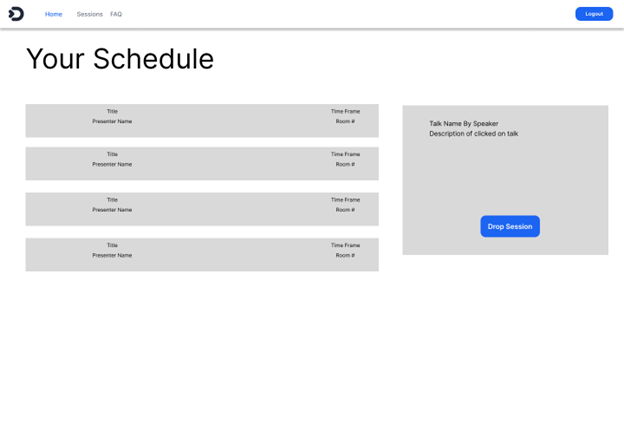 Home Sessions FAQ Logout
Your Schedule
Title Time Frame
Presenter Name Room #
Title Time Frame
Presenter Name Room #
Title Time Frame
Presenter Name Room #
Title Time Frame
Presenter Name Room #
Talk Name By Speaker
Description of clicked on talk
Drop Session